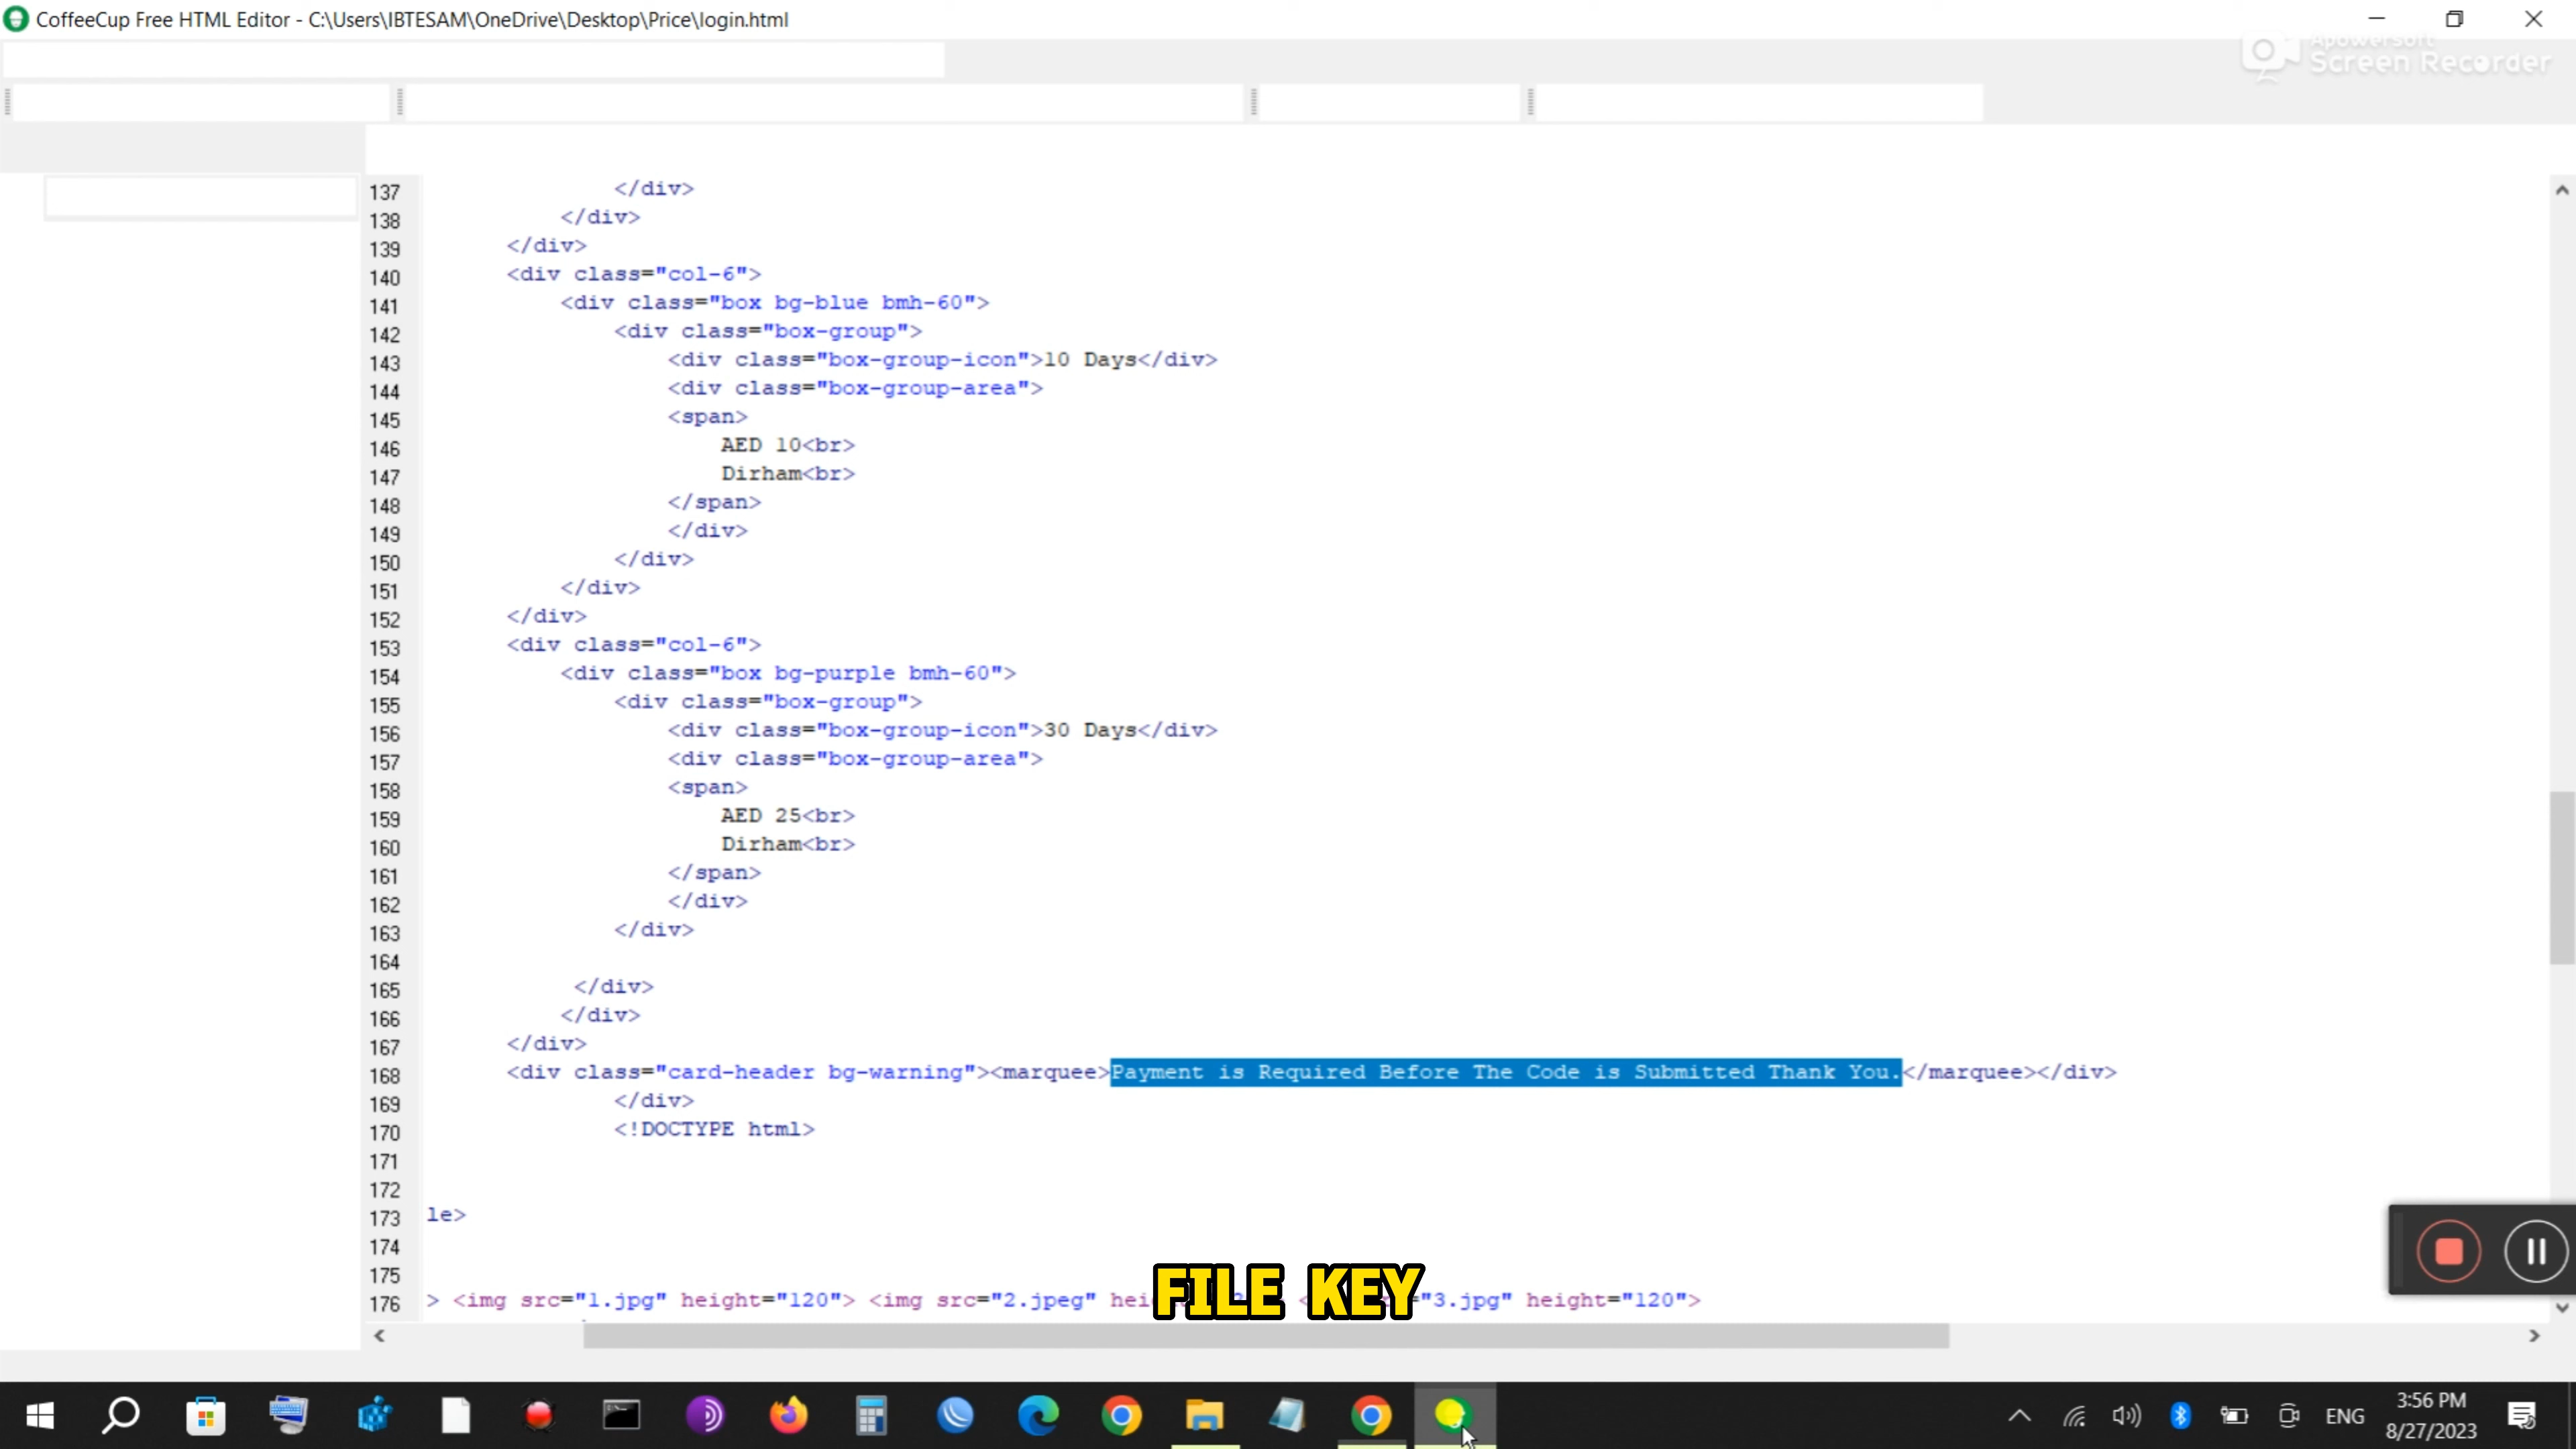 CoffeeCup Free HTML Editor - C:\Users\IBTESAM\OneDrive\Desktop\Price\login.html
Apowersoft
Screen Recorder
137 </div>
138 </div>
139 </div>
140 <div class="col-6">
141 <div class="box bg-blue bmh-60">
142 <div class="box-group">
143 <div class="box-group-icon">10 Days</div>
144 <div class="box-group-area">
145 <span>
146 AED 10<br>
147 Dirham<br>
148 </span>
149 </div>
150 </div>
151 </div>
152 </div>
153 <div class="col-6">
154 <div class="box bg-purple bmh-60">
155 <div class="box-group">
156 <div class="box-group-icon">30 Days</div>
157 <div class="box-group-area">
158 <span>
159 AED 25<br>
160 Dirham<br>
161 </span>
162 </div>
163 </div>
164
165 </div>
166 </div>
167 </div>
168 <div class="card-header bg-warning"><marquee>Payment is Required Before The Code is Submitted Thank You.</marquee></div>
169 </div>
170 <!DOCTYPE html>
171
172
173 le>
174
175
176 > <img src="1.jpg" height="120"> <img src="2.jpeg" ="3.jpg" height="120">
FILE KEY
ENG
3:56 PM
8/27/2023